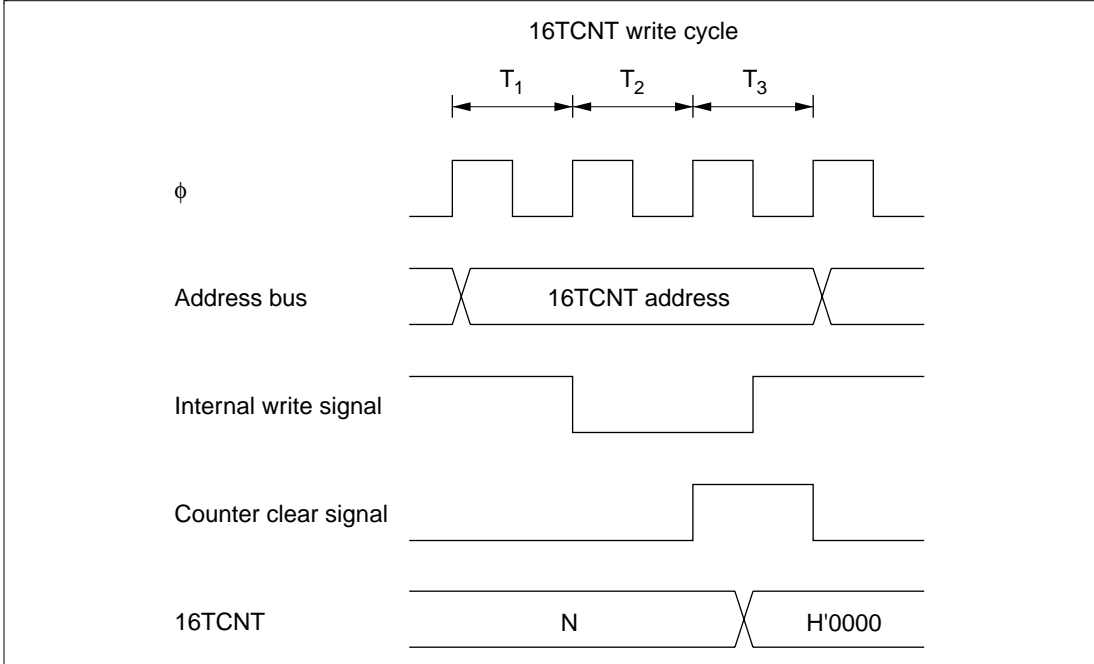 16TCNT write cycle
T1 T2 T3
φ
Address bus
16TCNT address
Internal write signal
Counter clear signal
16TCNT
N
H'0000